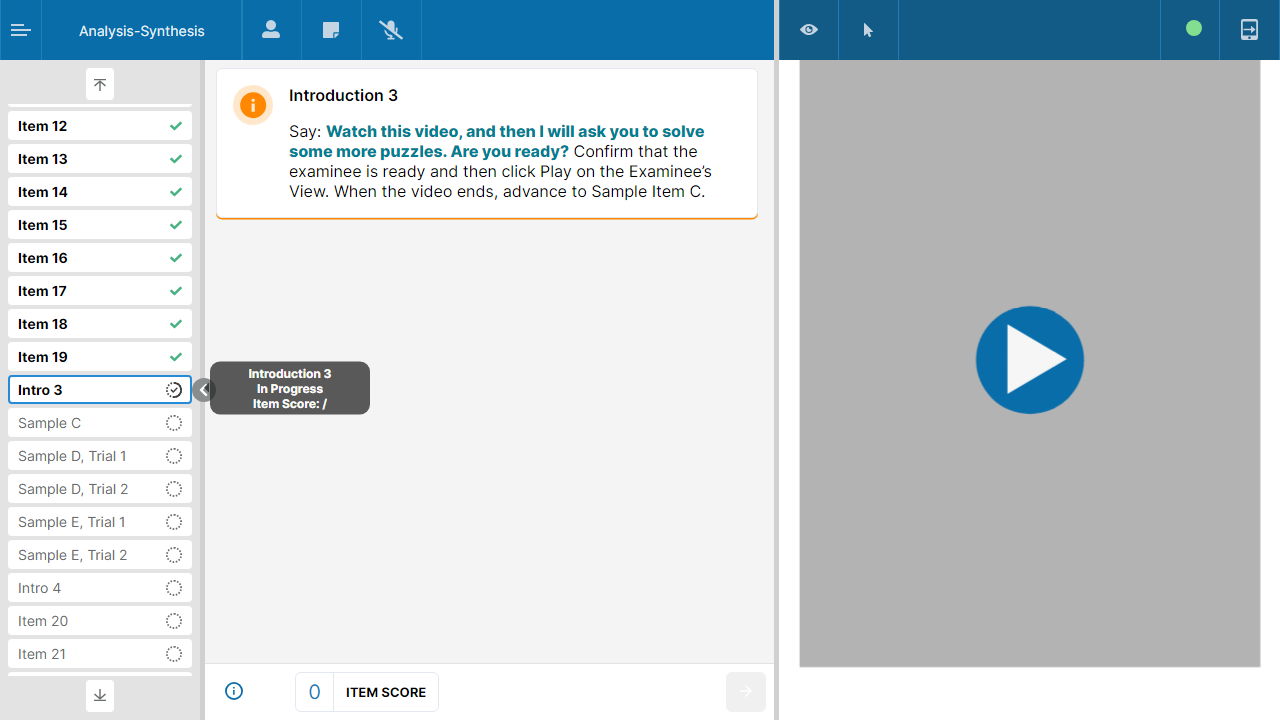 Analysis-Synthesis
Item 12
Item 13
Item 14
Item 15
Item 16
Item 17
Item 18
Item 19
Intro 3
Sample C
Sample D, Trial 1
Sample D, Trial 2
Sample E, Trial 1
Sample E, Trial 2
Intro 4
Item 20
Item 21
Introduction 3
Say: Watch this video, and then I will ask you to solve
some more puzzles. Are you ready? Confirm that the
examinee is ready and then click Play on the Examinee’s
View. When the video ends, advance to Sample Item C.
Introduction 3
In Progress
Item Score: /
0 ITEM SCORE